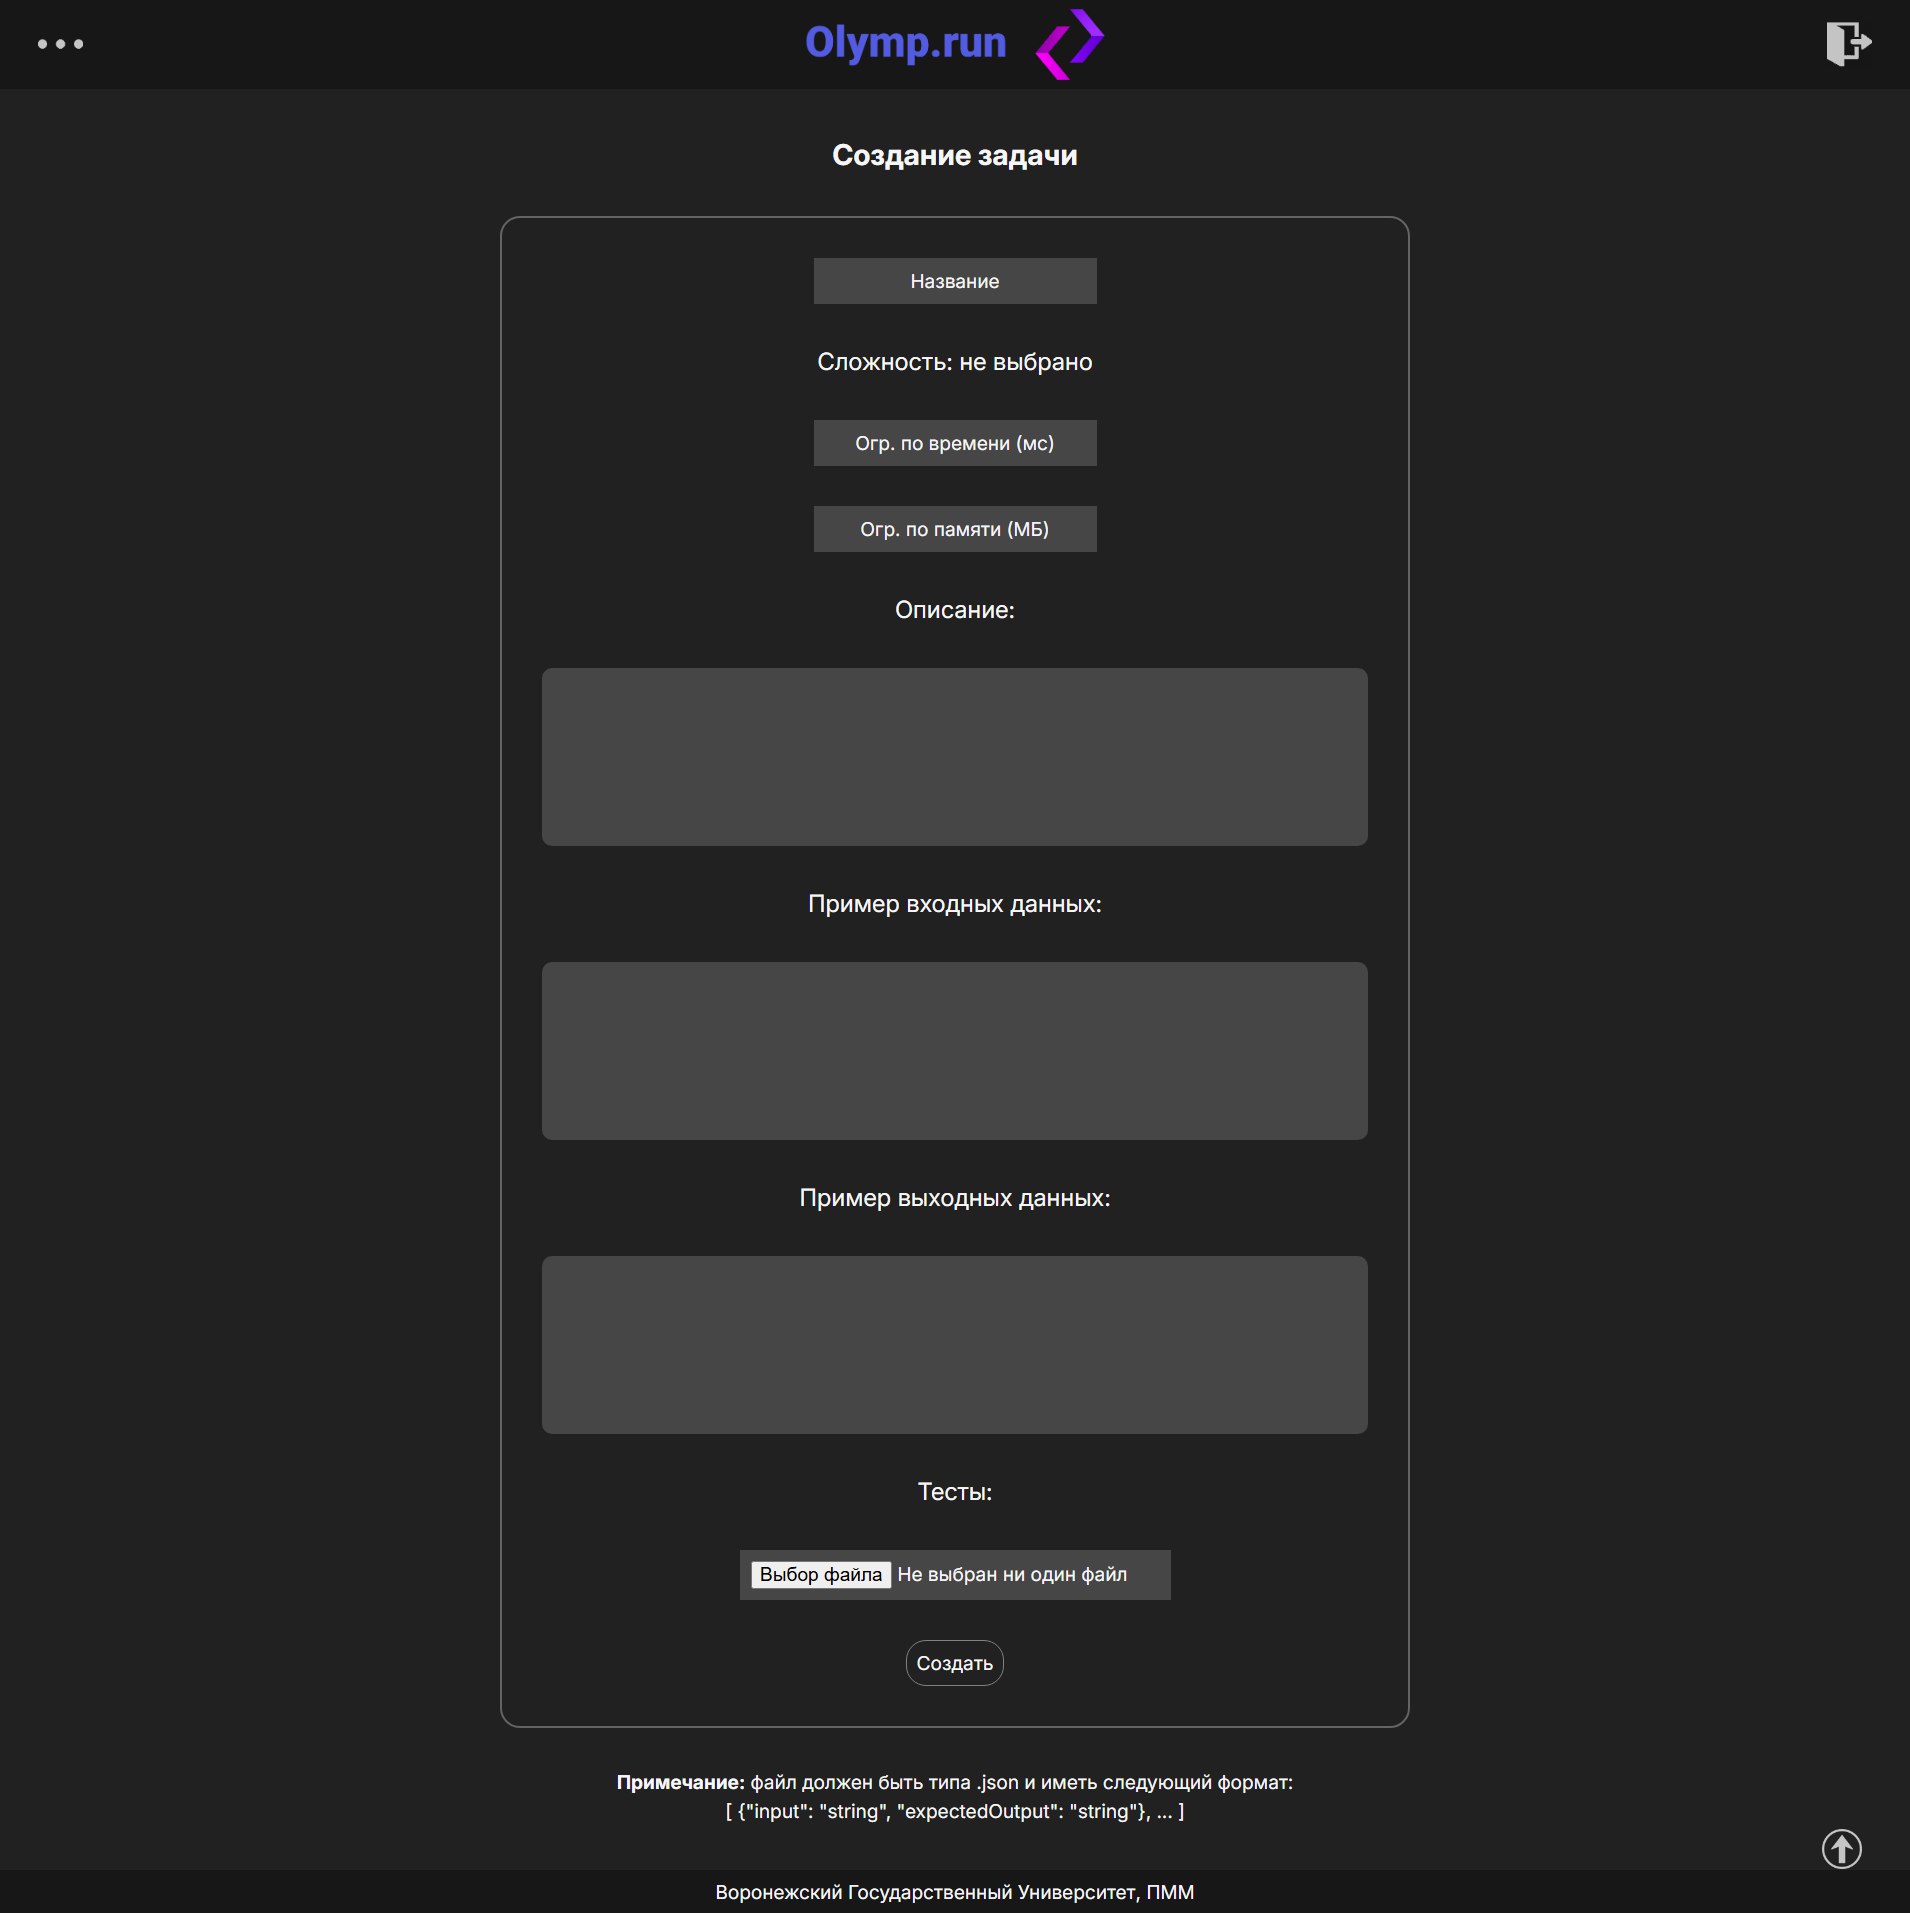 Olymp.run
Создание задачи
Название
Сложность: не выбрано
Огр. по времени (мс)
Огр. по памяти (МБ)
Описание:
Пример входных данных:
Пример выходных данных:
Тесты:
Выбор файла Не выбран ни один файл
Создать
Примечание: файл должен быть типа .json и иметь следующий формат:
[ {"input": "string", "expectedOutput": "string"}, ... ]
Воронежский Государственный Университет, ПММ